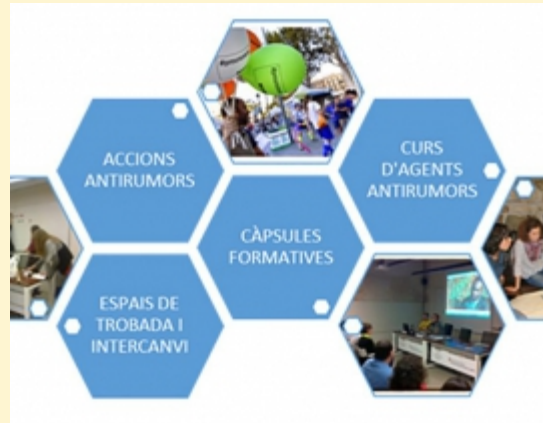 ACCIONS
ANTIRUMORS
CURS
D'AGENTS
ANTIRUMORS
CÀPSULES
FORMATIVES
ESPAIS DE
TROBADA I
INTERCANVI